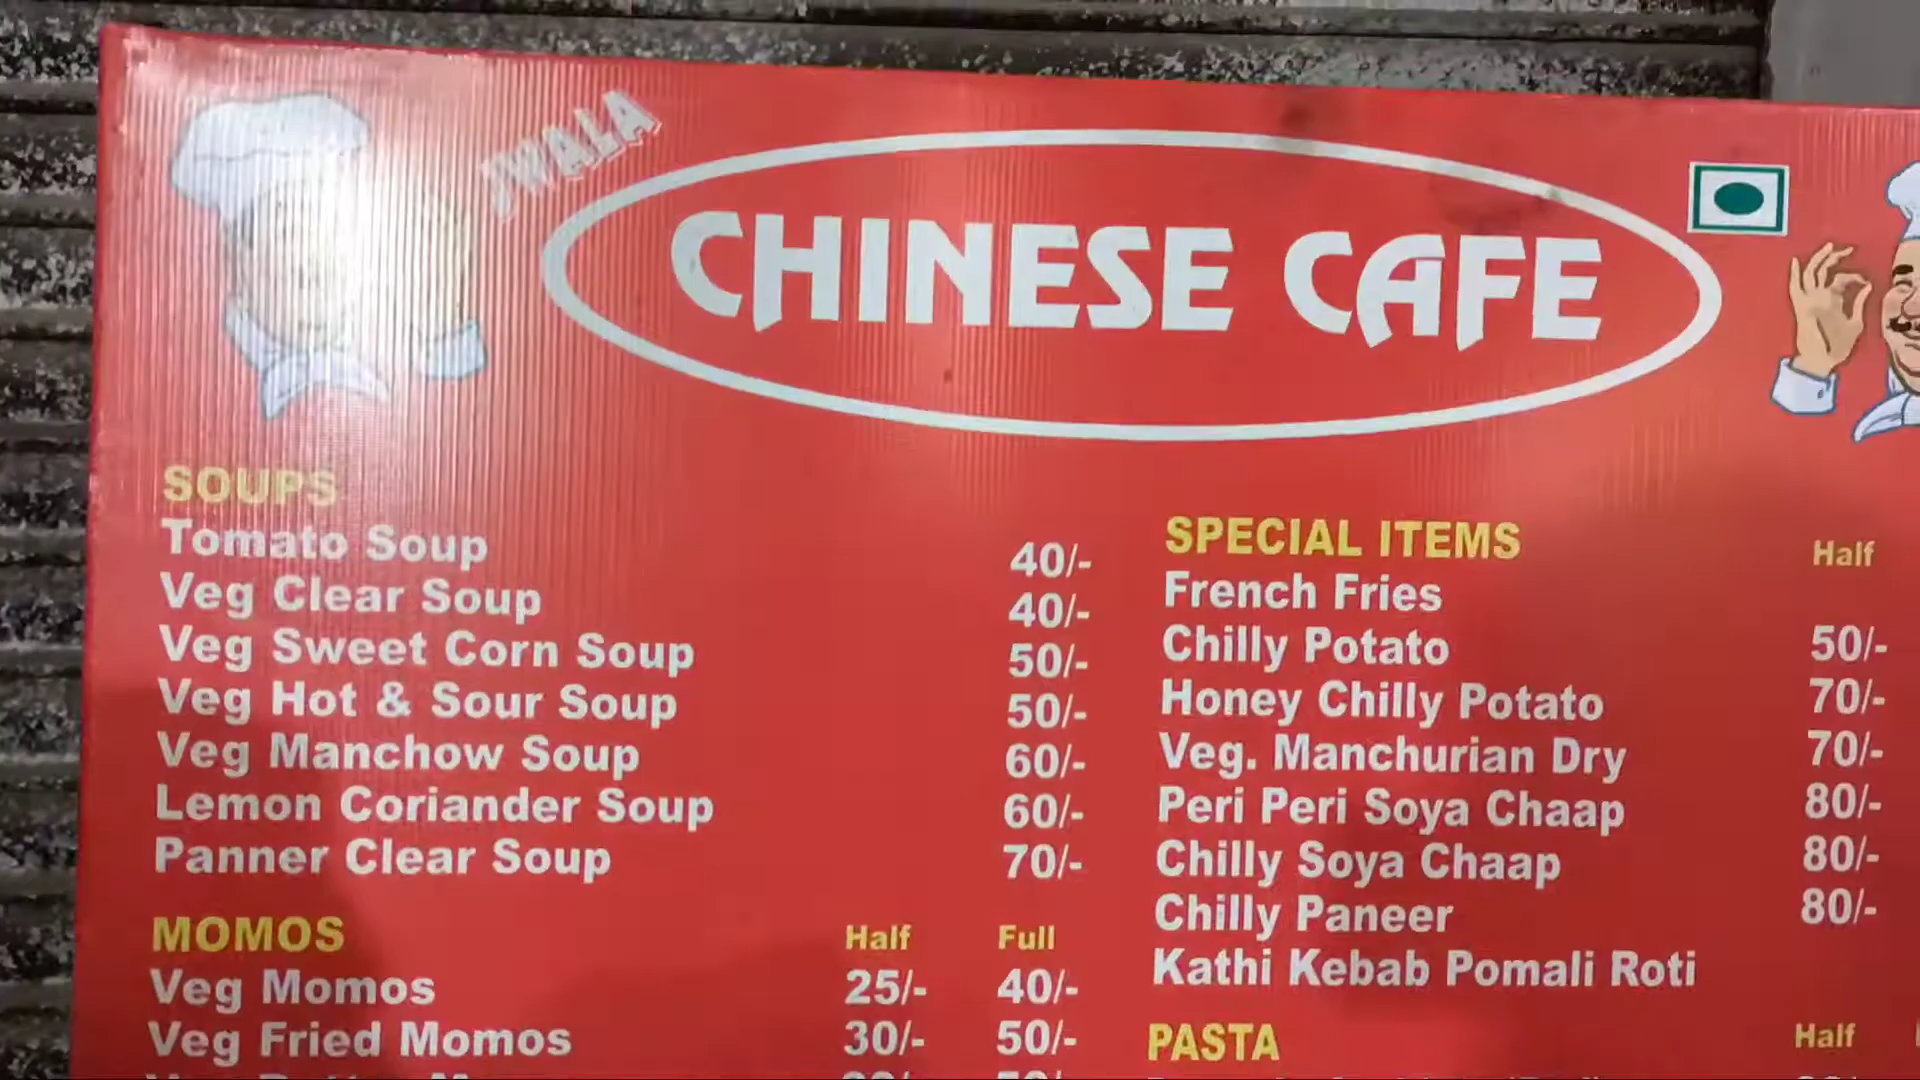 JWALA
CHINESE CAFE
SOUPS
Tomato Soup 40/-
Veg Clear Soup 40/-
Veg Sweet Corn Soup 50/-
Veg Hot & Sour Soup 50/-
Veg Manchow Soup 60/-
Lemon Coriander Soup 60/-
Panner Clear Soup 70/-
MOMOS Half Full
Veg Momos 25/- 40/-
Veg Fried Momos 30/- 50/-
SPECIAL ITEMS Half
French Fries
Chilly Potato 50/-
Honey Chilly Potato 70/-
Veg. Manchurian Dry 70/-
Peri Peri Soya Chaap 80/-
Chilly Soya Chaap 80/-
Chilly Paneer 80/-
Kathi Kebab Pomali Roti
PASTA Half